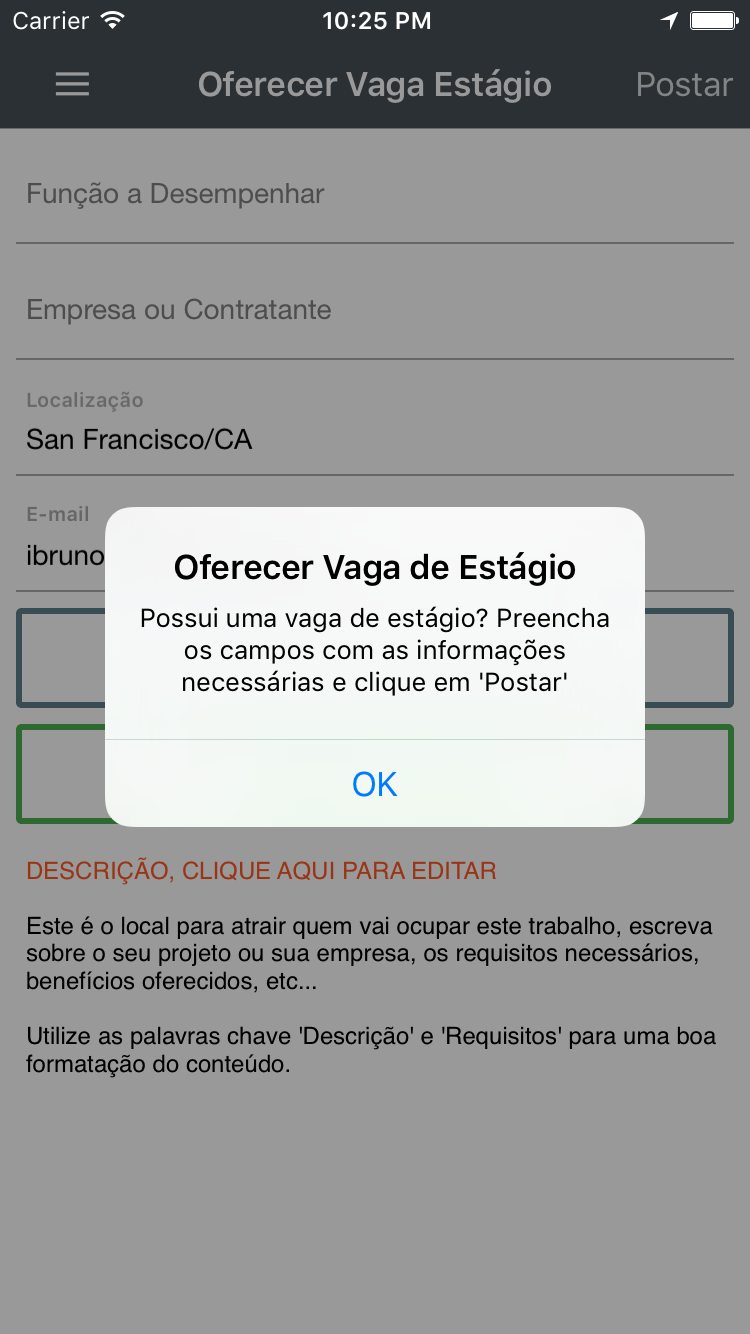 Carrier 10:25 PM
Oferecer Vaga Estágio Postar
Função a Desempenhar
Empresa ou Contratante
Localização
San Francisco/CA
E-mail
ibruno
Oferecer Vaga de Estágio
Possui uma vaga de estágio? Preencha
os campos com as informações
necessárias e clique em 'Postar'
OK
DESCRIÇÃO, CLIQUE AQUI PARA EDITAR
Este é o local para atrair quem vai ocupar este trabalho, escreva
sobre o seu projeto ou sua empresa, os requisitos necessários,
benefícios oferecidos, etc...
Utilize as palavras chave 'Descrição' e 'Requisitos' para uma boa
formatação do conteúdo.